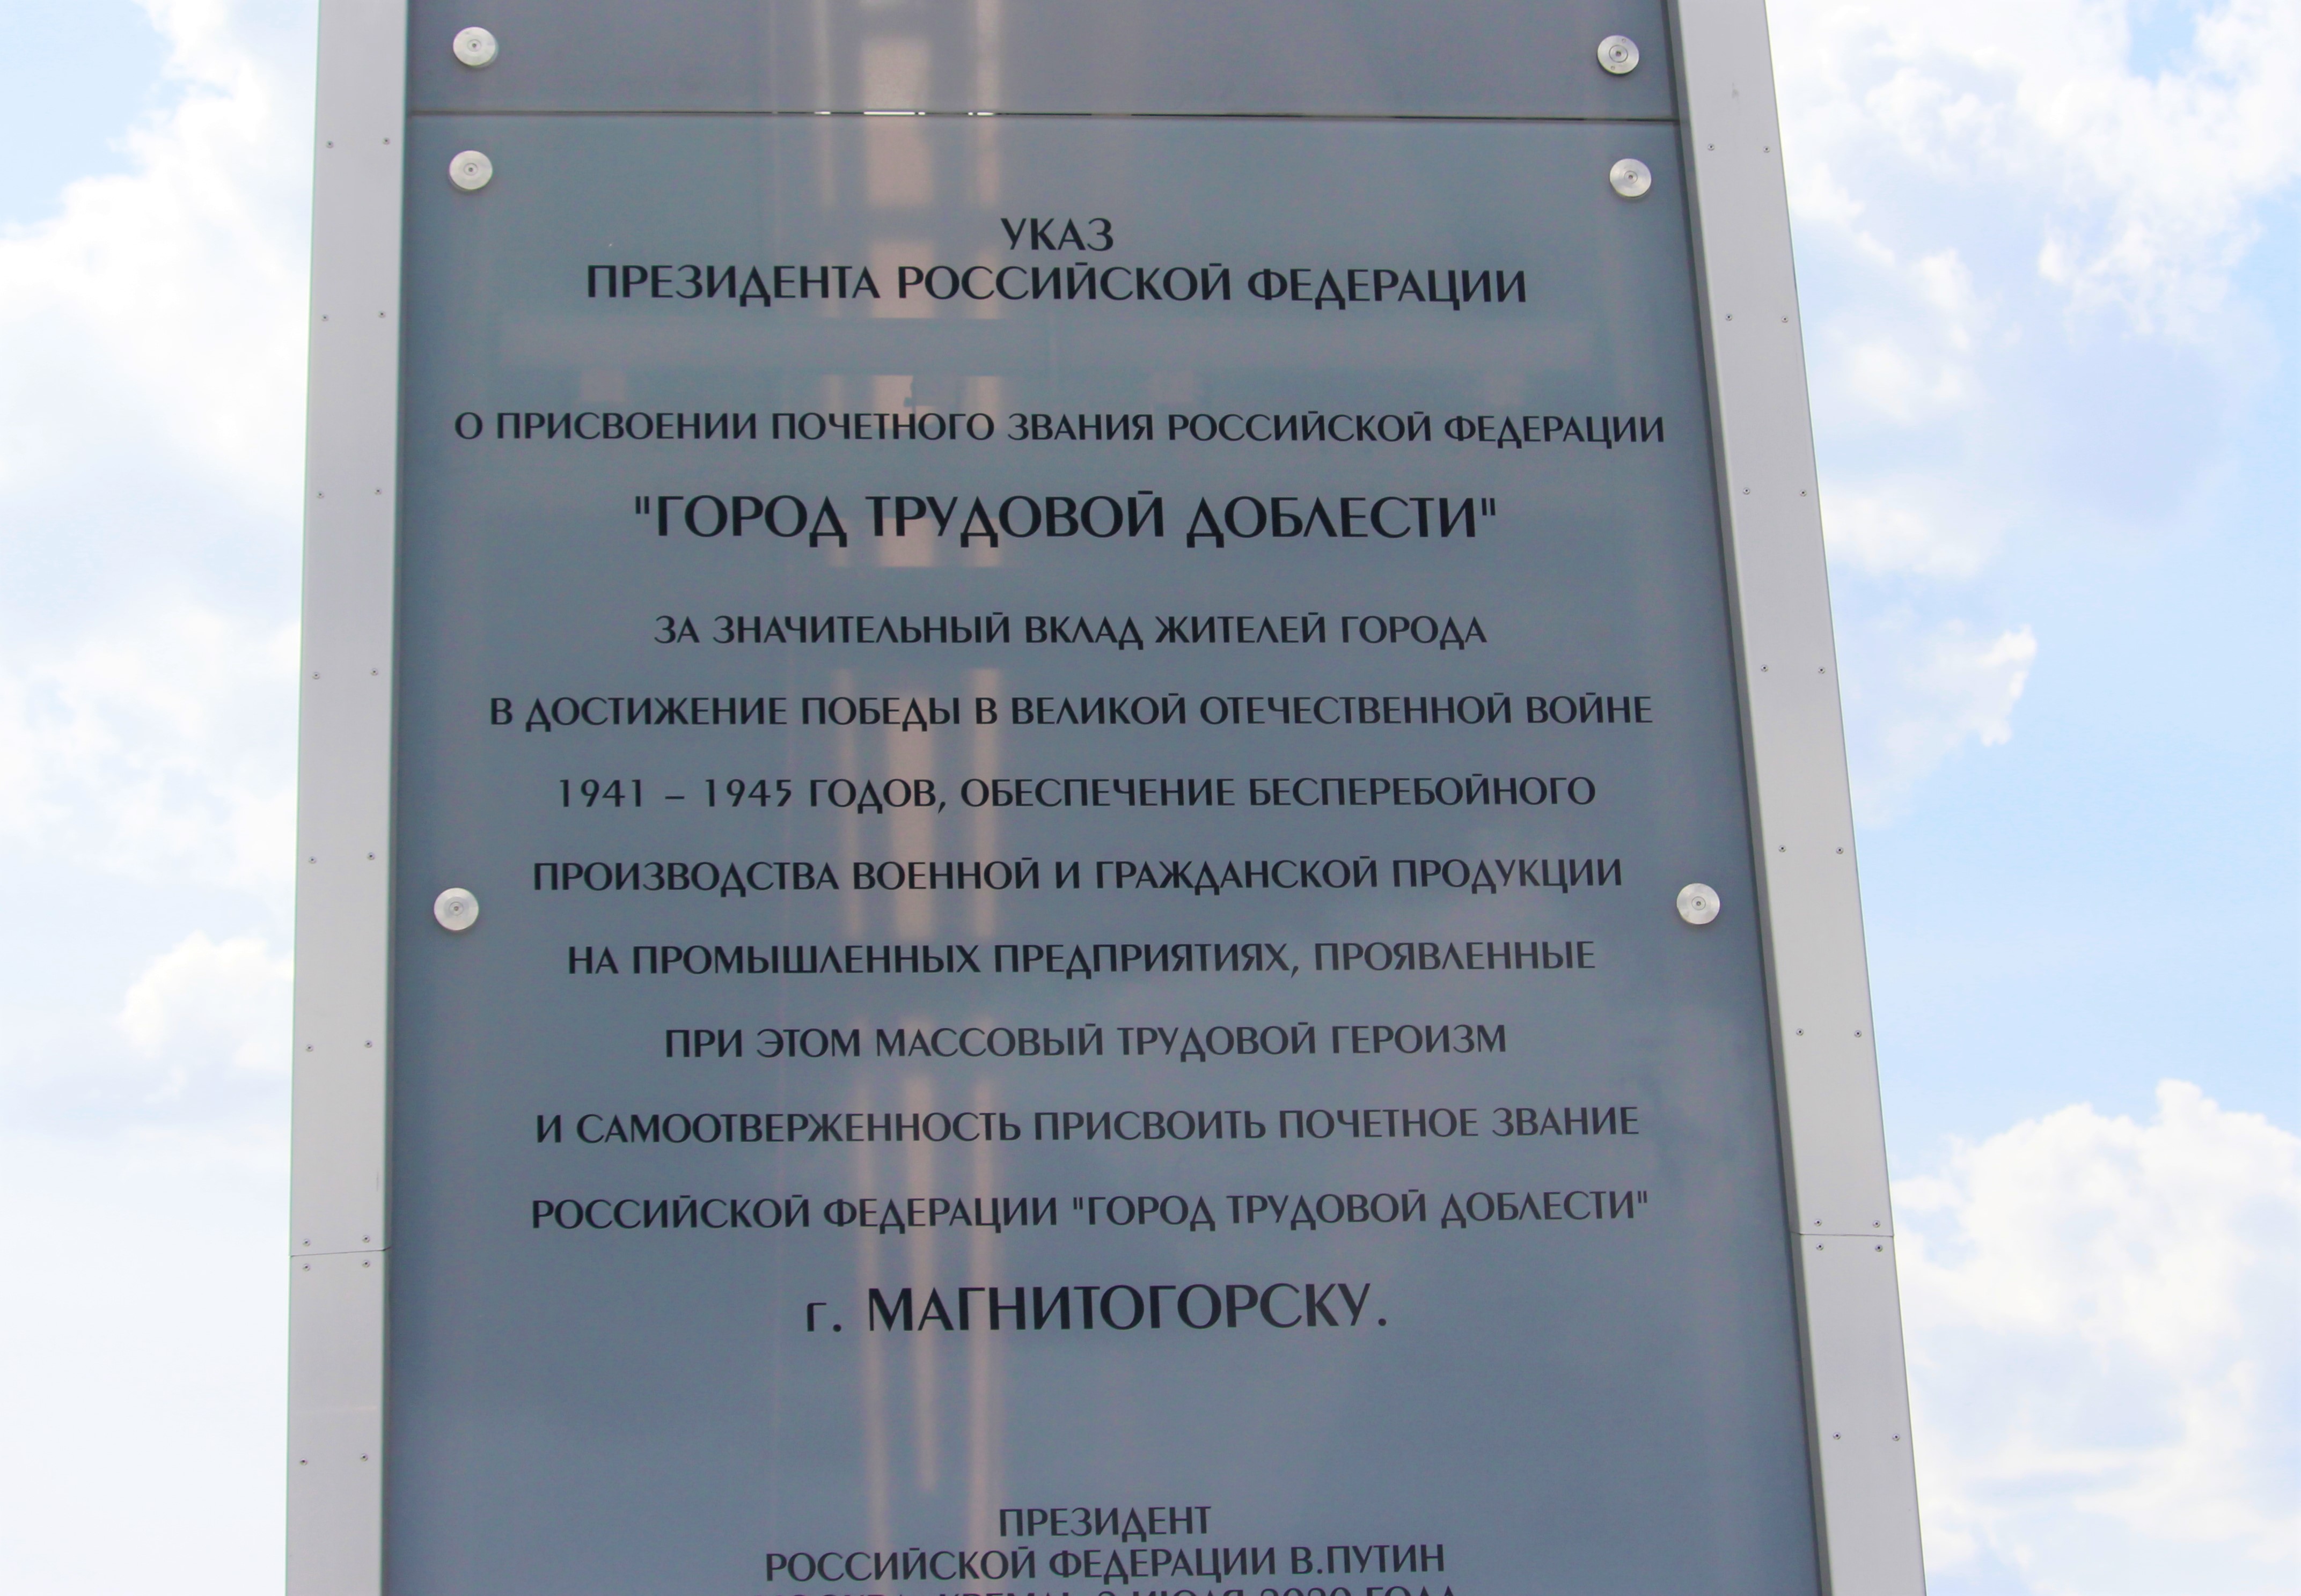 УКАЗ
ПРЕЗИДЕНТА РОССИЙСКОЙ ФЕДЕРАЦИИ
О ПРИСВОЕНИИ ПОЧЕТНОГО ЗВАНИЯ РОССИЙСКОЙ ФЕДЕРАЦИИ
"ГОРОД ТРУДОВОЙ ДОБЛЕСТИ"
ЗА ЗНАЧИТЕЛЬНЫЙ ВКЛАД ЖИТЕЛЕЙ ГОРОДА
В ДОСТИЖЕНИЕ ПОБЕДЫ В ВЕЛИКОЙ ОТЕЧЕСТВЕННОЙ ВОЙНЕ
1941 – 1945 ГОДОВ, ОБЕСПЕЧЕНИЕ БЕСПЕРЕБОЙНОГО
ПРОИЗВОДСТВА ВОЕННОЙ И ГРАЖДАНСКОЙ ПРОДУКЦИИ
НА ПРОМЫШЛЕННЫХ ПРЕДПРИЯТИЯХ, ПРОЯВЛЕННЫЕ
ПРИ ЭТОМ МАССОВЫЙ ТРУДОВОЙ ГЕРОИЗМ
И САМООТВЕРЖЕННОСТЬ ПРИСВОИТЬ ПОЧЕТНОЕ ЗВАНИЕ
РОССИЙСКОЙ ФЕДЕРАЦИИ "ГОРОД ТРУДОВОЙ ДОБЛЕСТИ"
г. МАГНИТОГОРСКУ.
ПРЕЗИДЕНТ
РОССИЙСКОЙ ФЕДЕРАЦИИ В.ПУТИН